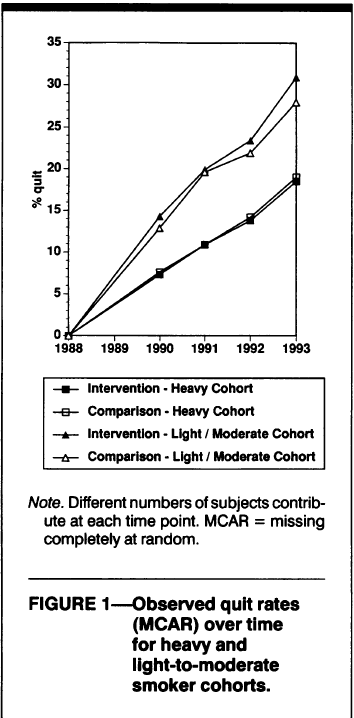 35
30
25
20
15
10
5
0
% quit
1988 1989 1990 1991 1992 1993
Intervention - Heavy Cohort
Comparison - Heavy Cohort
Intervention - Light / Moderate Cohort
Comparison - Light / Moderate Cohort
Note. Different numbers of subjects contrib-
ute at each time point. MCAR = missing
completely at random.
FIGURE 1—Observed quit rates
(MCAR) over time
for heavy and
light-to-moderate
smoker cohorts.